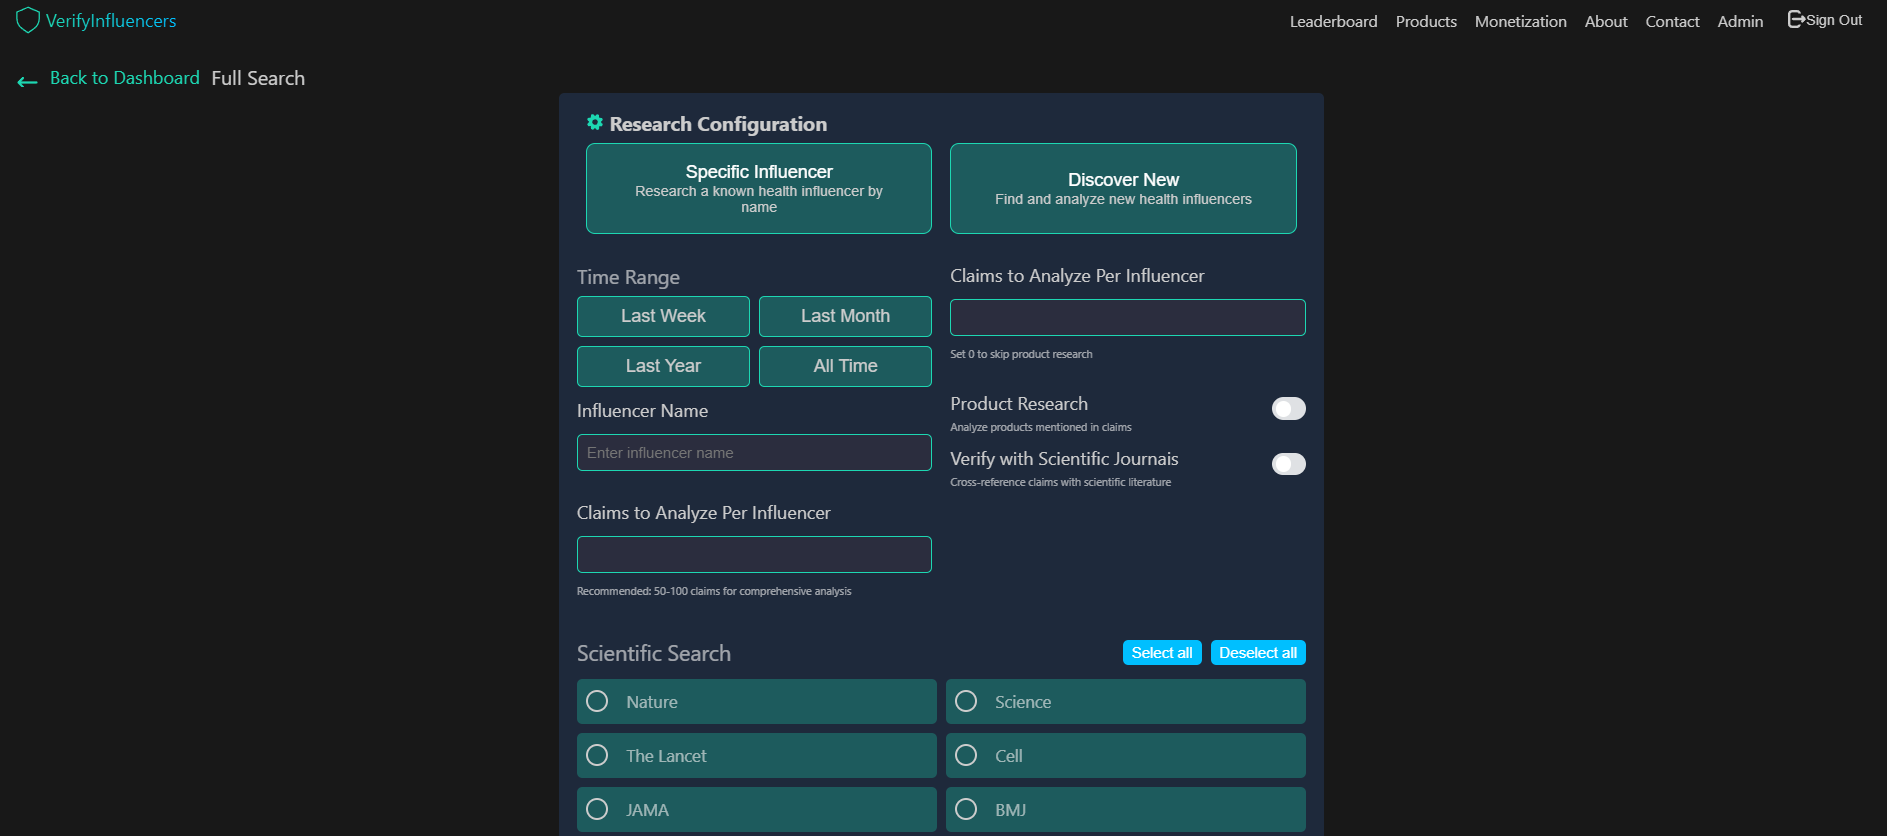 VerifyInfluencers
Leaderboard Products Monetization About Contact Admin Sign Out
Back to Dashboard Full Search
Research Configuration
Specific Influencer
Research a known health influencer by
name
Discover New
Find and analyze new health influencers
Time Range
Last Week Last Month
Last Year All Time
Influencer Name
Enter influencer name
Claims to Analyze Per Influencer
Recommended: 50-100 claims for comprehensive analysis
Claims to Analyze Per Influencer
Set 0 to skip product research
Product Research
Analyze products mentioned in claims
Verify with Scientific Journais
Cross-reference claims with scientific literature
Scientific Search Select all Deselect all
Nature Science
The Lancet Cell
JAMA BMJ